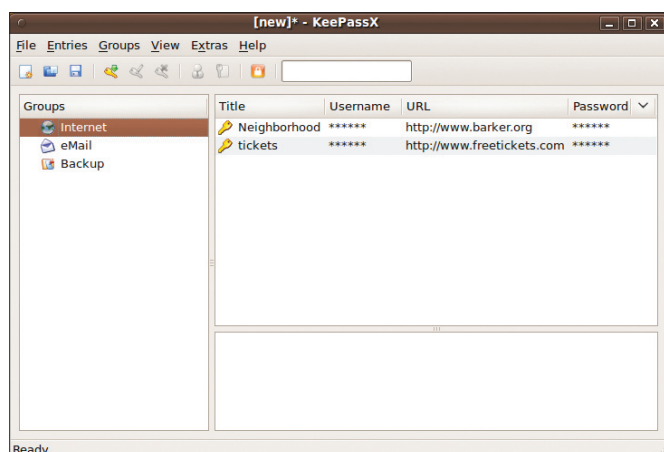 [new]* - KeePassX
File Entries Groups View Extras Help
Groups
Internet
eMail
Backup
Title Username URL Password
Neighborhood ****** http://www.barker.org ******
tickets ****** http://www.freetickets.com ******
Ready